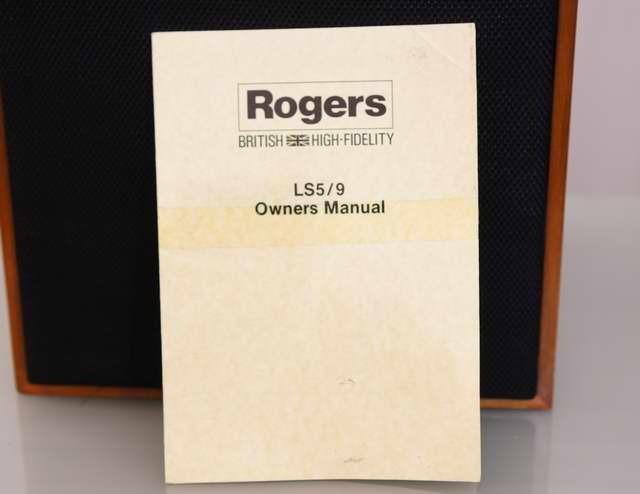 Rogers
BRITISH HIGH-FIDELITY
LS5/9
Owners Manual